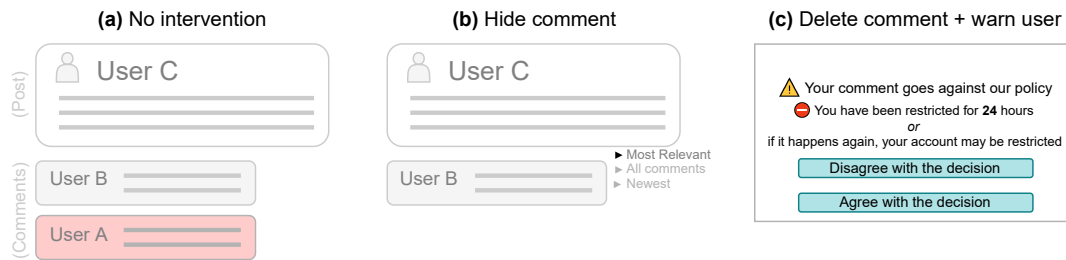 (a) No intervention
(Post)
User C
(Comments)
User B
User A
(b) Hide comment
User C
► Most Relevant
► All comments
► Newest
User B
(c) Delete comment + warn user
Your comment goes against our policy
You have been restricted for 24 hours
or
if it happens again, your account may be restricted
Disagree with the decision
Agree with the decision